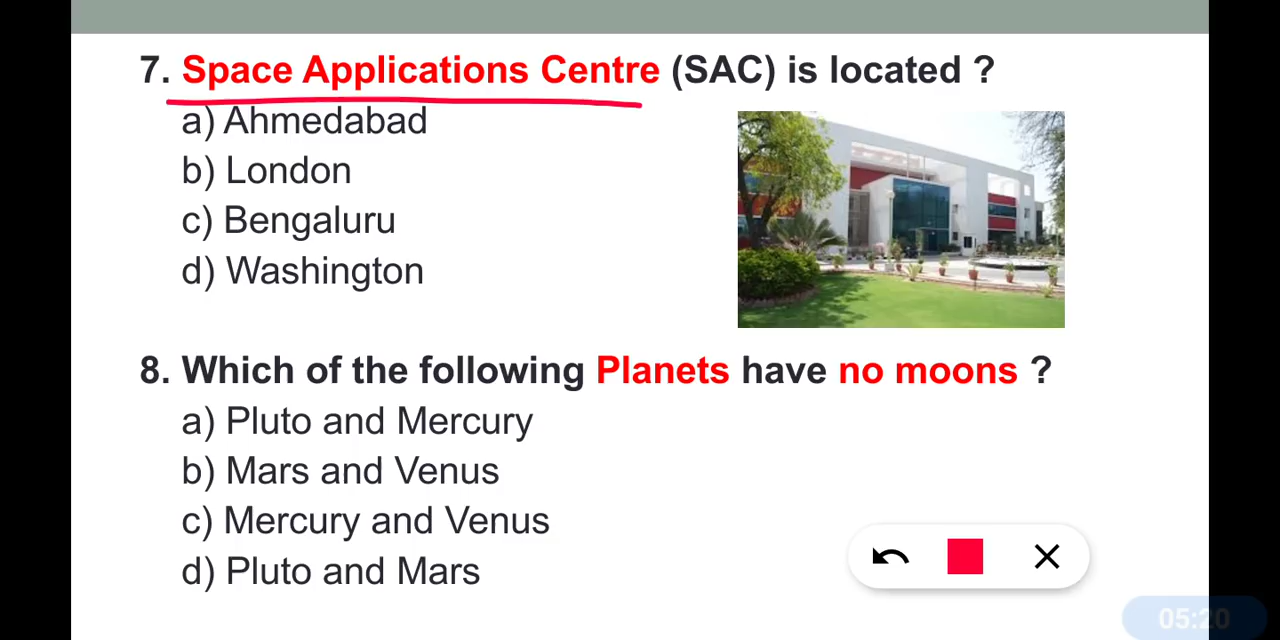 7. Space Applications Centre (SAC) is located ?
a) Ahmedabad
b) London
c) Bengaluru
d) Washington
8. Which of the following Planets have no moons ?
a) Pluto and Mercury
b) Mars and Venus
c) Mercury and Venus
d) Pluto and Mars
05:20